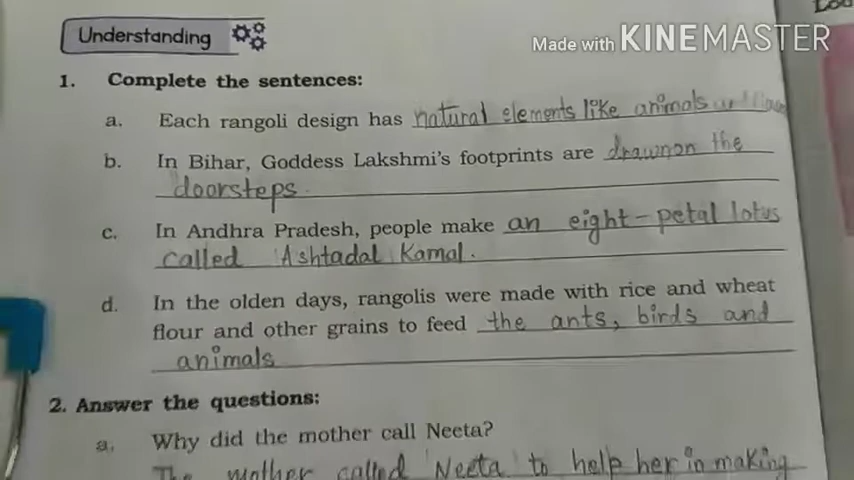 Understanding
Made with KINEMASTER
1. Complete the sentences:
a. Each rangoli design has natural elements like animals
b. In Bihar, Goddess Lakshmi's footprints are drawn on the
doorsteps.
c. In Andhra Pradesh, people make an eight-petal lotus
called Ashtadal Kamal.
d. In the olden days, rangolis were made with rice and wheat
flour and other grains to feed the ants, birds and
animals
2. Answer the questions:
a. Why did the mother call Neeta?
The mother called Neeta to help her in making